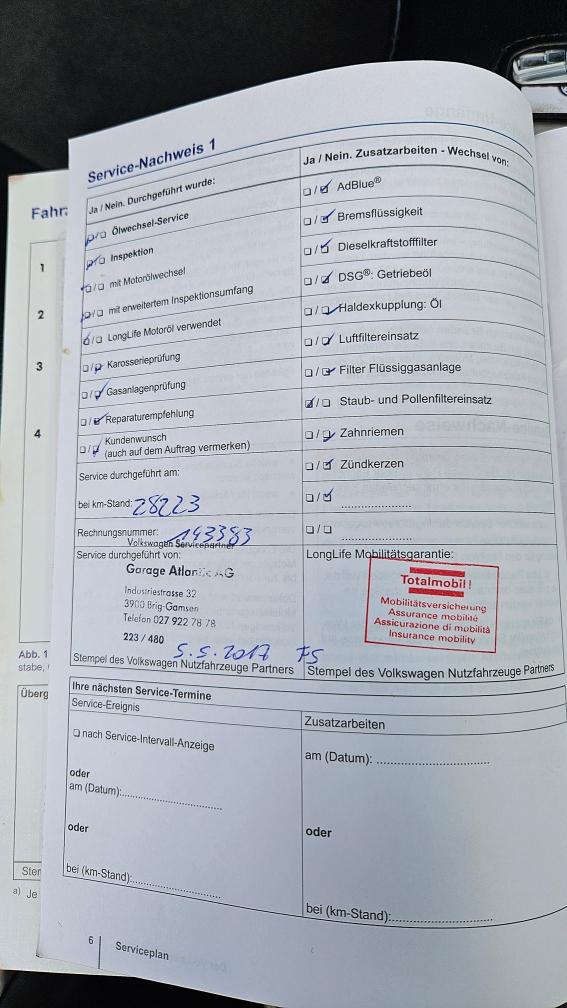 Service-Nachweis 1
Ja / Nein. Durchgeführt wurde:
Ölwechsel-Service
Inspektion
mit Motorölwechsel
mit erweitertem Inspektionsumfang
LongLife Motoröl verwendet
Karosserieprüfung
Gasanlagenprüfung
Reparaturempfehlung
Kundenwunsch
(auch auf dem Auftrag vermerken)
Service durchgeführt am:
bei km-Stand: 28223
Rechnungsnummer: 143383
Volkswagen Servicepartner
Service durchgeführt von:
Garage Atlantic AG
Industriestrasse 32
3900 Brig-Gamsen
Telefon 027 922 78 78
223 / 480
5.5.2017 FS
Stempel des Volkswagen Nutzfahrzeuge Partners
Ja / Nein. Zusatzarbeiten - Wechsel von:
AdBlue®
Bremsflüssigkeit
Dieselkraftstofffilter
DSG®: Getriebeöl
Haldexkupplung: Öl
Luftfiltereinsatz
Filter Flüssiggasanlage
Staub- und Pollenfiltereinsatz
Zahnriemen
Zündkerzen
LongLife Mobilitätsgarantie:
Totalmobil!
Mobilitätsversicherung
Assurance mobilité
Assicurazione di mobilità
Insurance mobility
Stempel des Volkswagen Nutzfahrzeuge Partners
Ihre nächsten Service-Termine
Service-Ereignis
nach Service-Intervall-Anzeige
oder
am (Datum):
oder
bei (km-Stand):
Zusatzarbeiten
am (Datum):
oder
bei (km-Stand):
6 Serviceplan
Fahr
1
2
3
4
Abb. 1
stabe,
Überg
Ster
a) Je